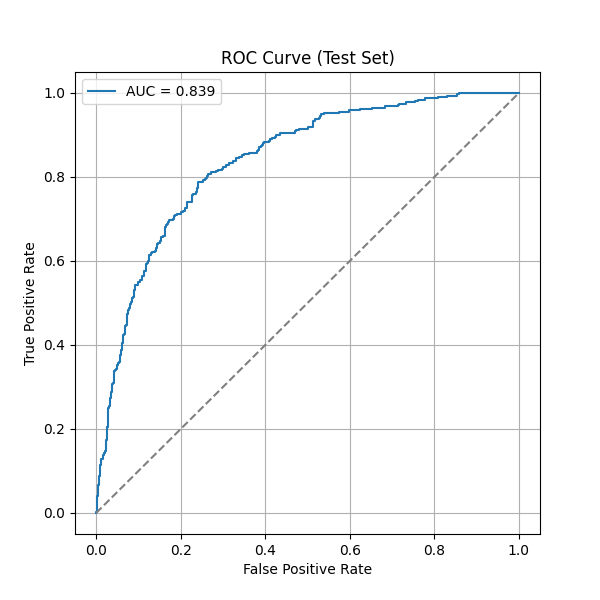 ROC Curve (Test Set)
AUC = 0.839
1.0
0.8
0.6
0.4
0.2
0.0
True Positive Rate
0.0 0.2 0.4 0.6 0.8 1.0
False Positive Rate